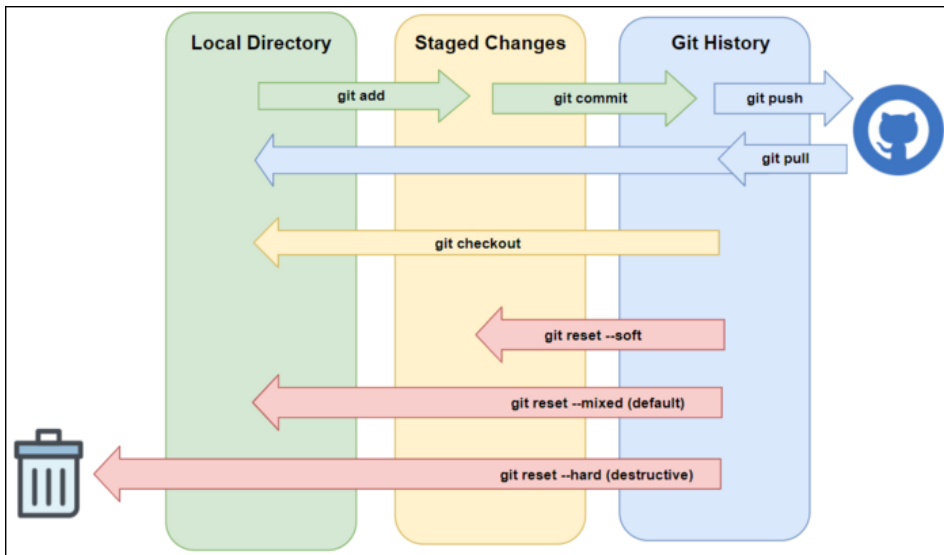 Local Directory
Staged Changes
Git History
git add
git commit
git push
git pull
git checkout
git reset --soft
git reset --mixed (default)
git reset --hard (destructive)